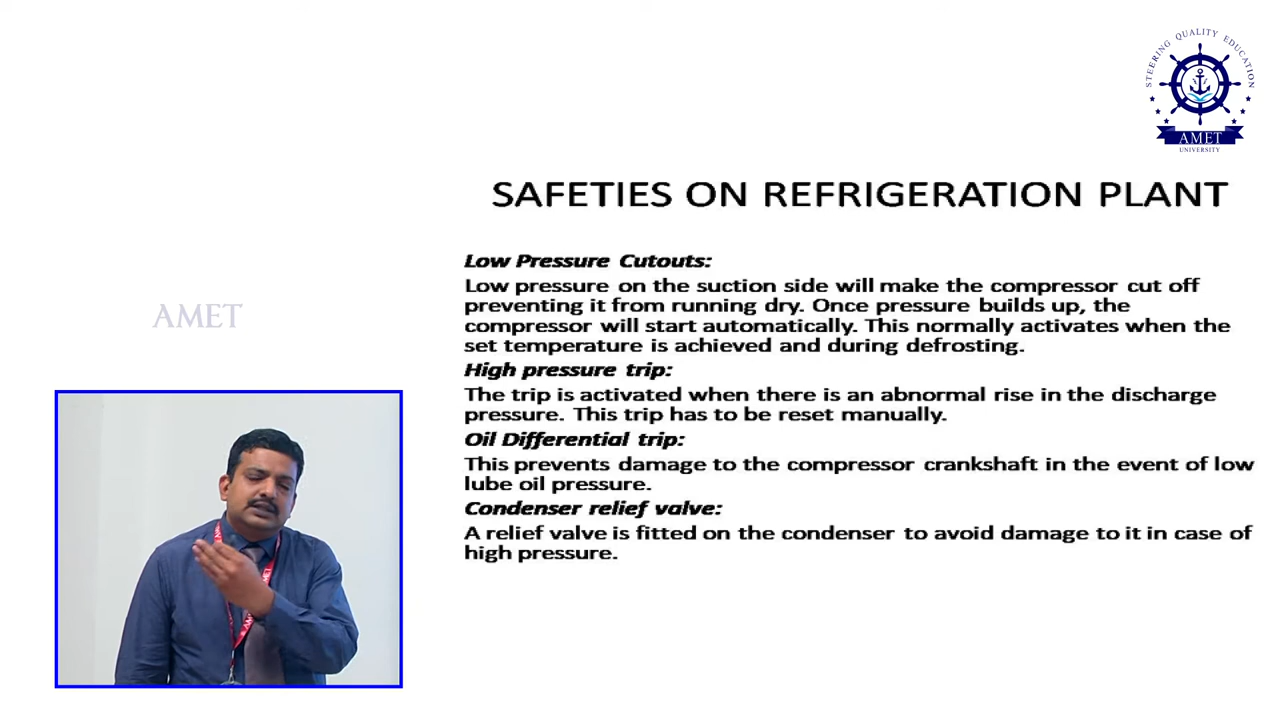 STEERING QUALITY EDUCATION
AMET
UNIVERSITY
SAFETIES ON REFRIGERATION PLANT
Low Pressure Cutouts:
Low pressure on the suction side will make the compressor cut off
preventing it from running dry. Once pressure builds up, the
compressor will start automatically. This normally activates when the
set temperature is achieved and during defrosting.
High pressure trip:
The trip is activated when there is an abnormal rise in the discharge
pressure. This trip has to be reset manually.
Oil Differential trip:
This prevents damage to the compressor crankshaft in the event of low
lube oil pressure.
Condenser relief valve:
A relief valve is fitted on the condenser to avoid damage to it in case of
high pressure.
AMET